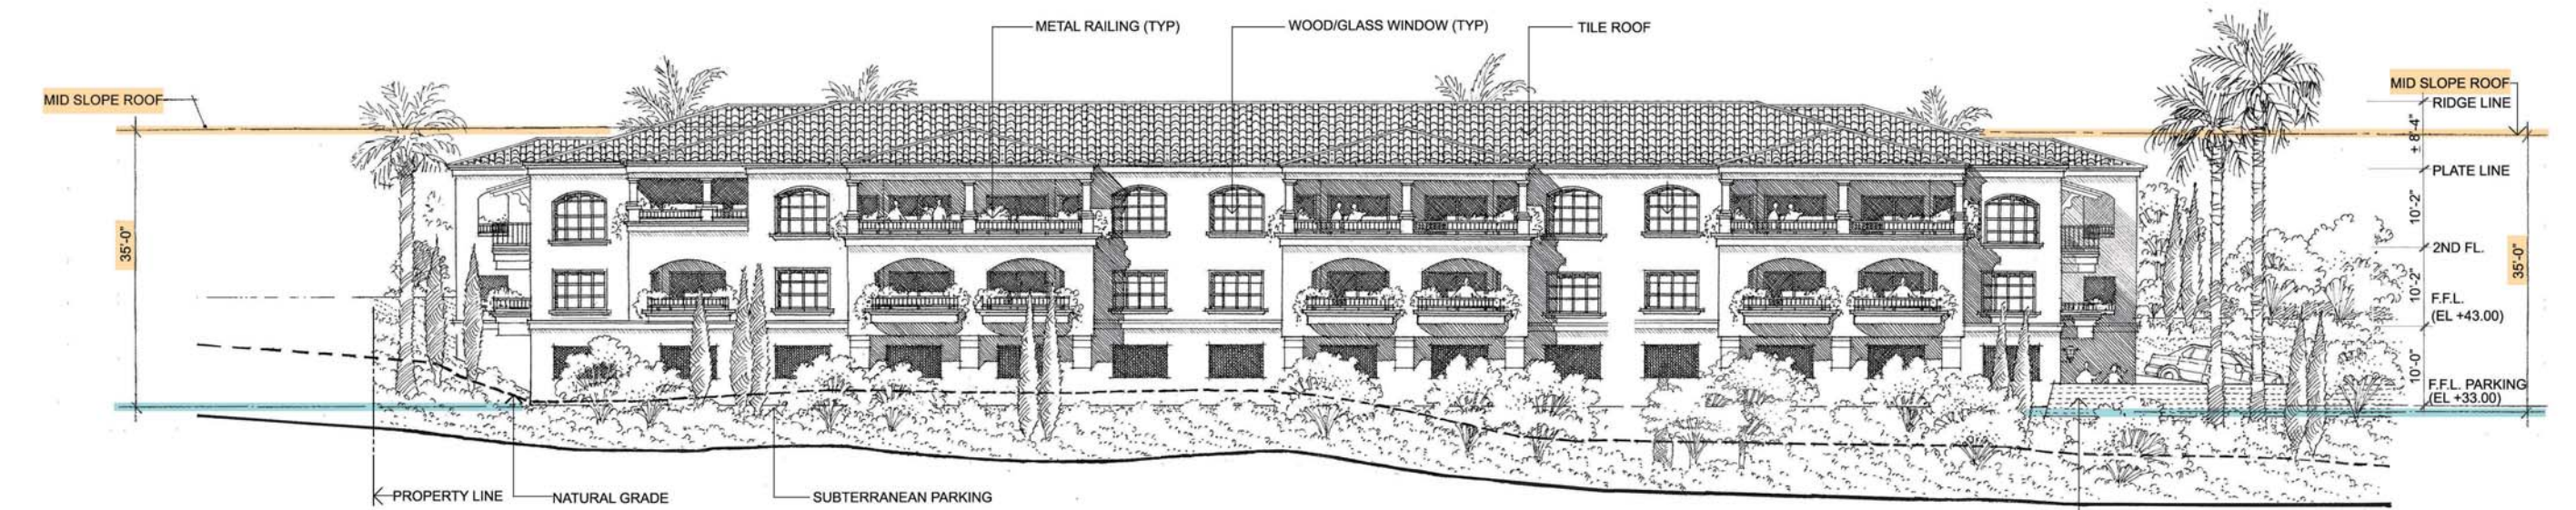 METAL RAILING (TYP)
WOOD/GLASS WINDOW (TYP)
TILE ROOF
MID SLOPE ROOF
MID SLOPE ROOF
RIDGE LINE
± 8'-4"
PLATE LINE
10'-2"
2ND FL.
35'-0"
35'-0"
10'-2"
F.F.L.
(EL +43.00)
10'-0"
F.F.L. PARKING
(EL +33.00)
PROPERTY LINE
NATURAL GRADE
SUBTERRANEAN PARKING